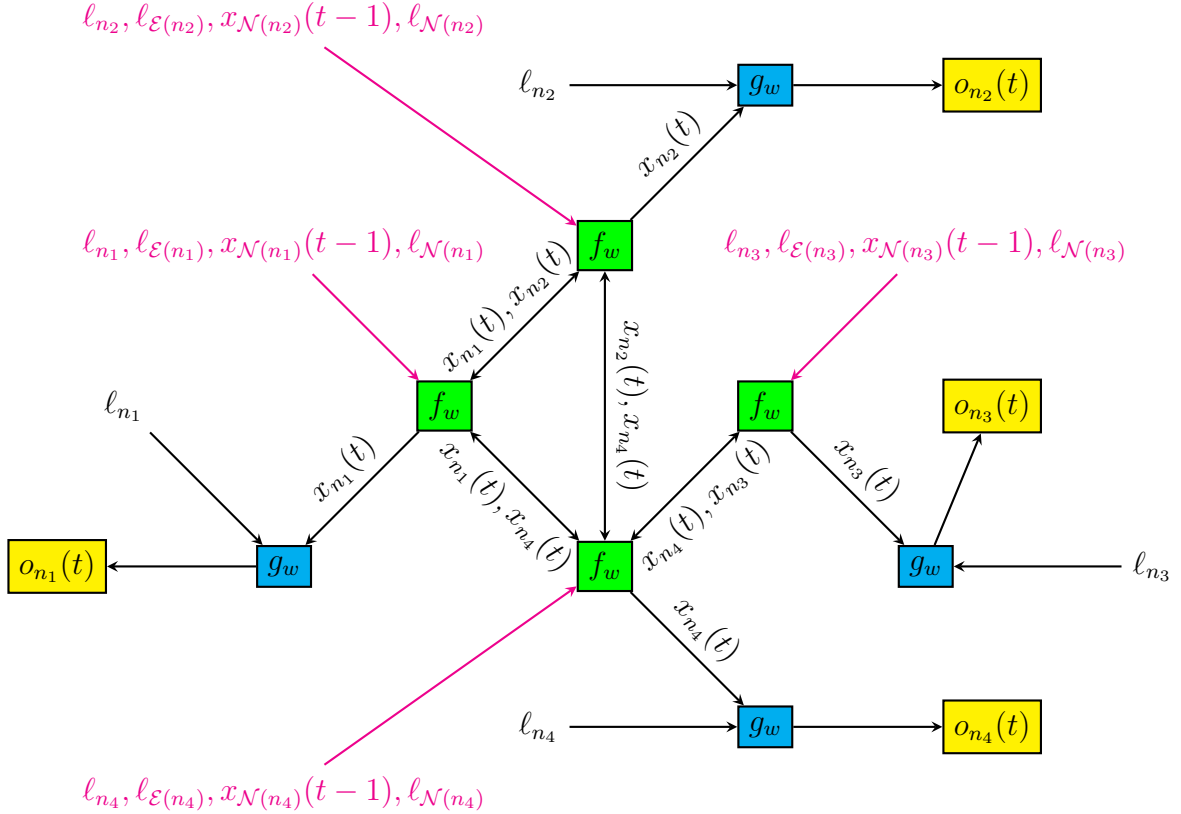 ℓ_{n_2}, ℓ_{ℰ(n_2)}, x_{𝒩(n_2)}(t − 1), ℓ_{𝒩(n_2)}
ℓ_{n_2}
g_w
o_{n_2}(t)
x_{n_2}(t)
ℓ_{n_1}, ℓ_{ℰ(n_1)}, x_{𝒩(n_1)}(t − 1), ℓ_{𝒩(n_1)}
f_w
ℓ_{n_3}, ℓ_{ℰ(n_3)}, x_{𝒩(n_3)}(t − 1), ℓ_{𝒩(n_3)}
x_{n_1}(t), x_{n_2}(t)
x_{n_2}(t), x_{n_4}(t)
ℓ_{n_1}
f_w
f_w
o_{n_3}(t)
x_{n_1}(t)
x_{n_1}(t), x_{n_4}(t)
x_{n_4}(t), x_{n_3}(t)
x_{n_3}(t)
o_{n_1}(t)
g_w
f_w
g_w
ℓ_{n_3}
x_{n_4}(t)
ℓ_{n_4}
g_w
o_{n_4}(t)
ℓ_{n_4}, ℓ_{ℰ(n_4)}, x_{𝒩(n_4)}(t − 1), ℓ_{𝒩(n_4)}